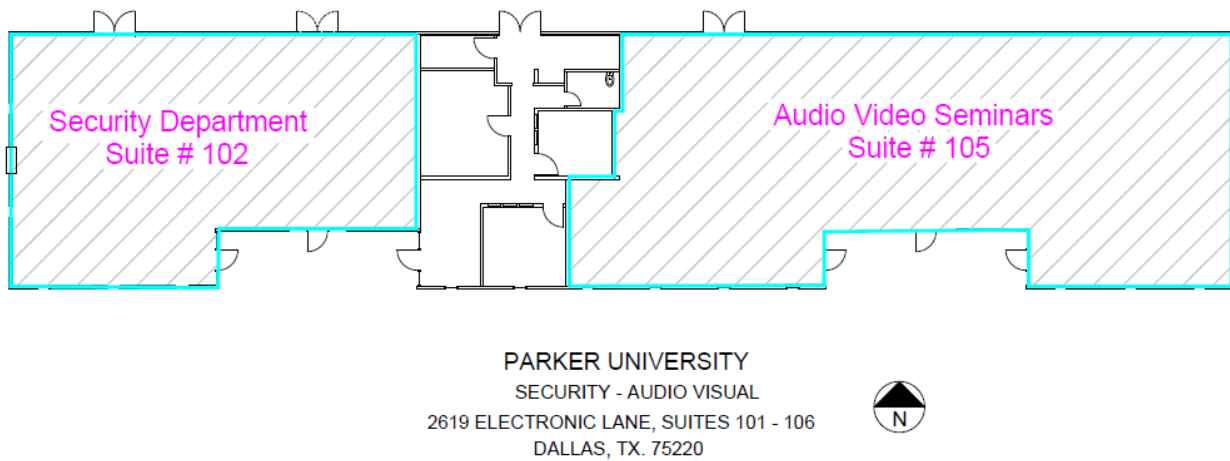 Security Department
Suite # 102
Audio Video Seminars
Suite # 105
PARKER UNIVERSITY
SECURITY - AUDIO VISUAL
2619 ELECTRONIC LANE, SUITES 101 - 106
DALLAS, TX. 75220
N